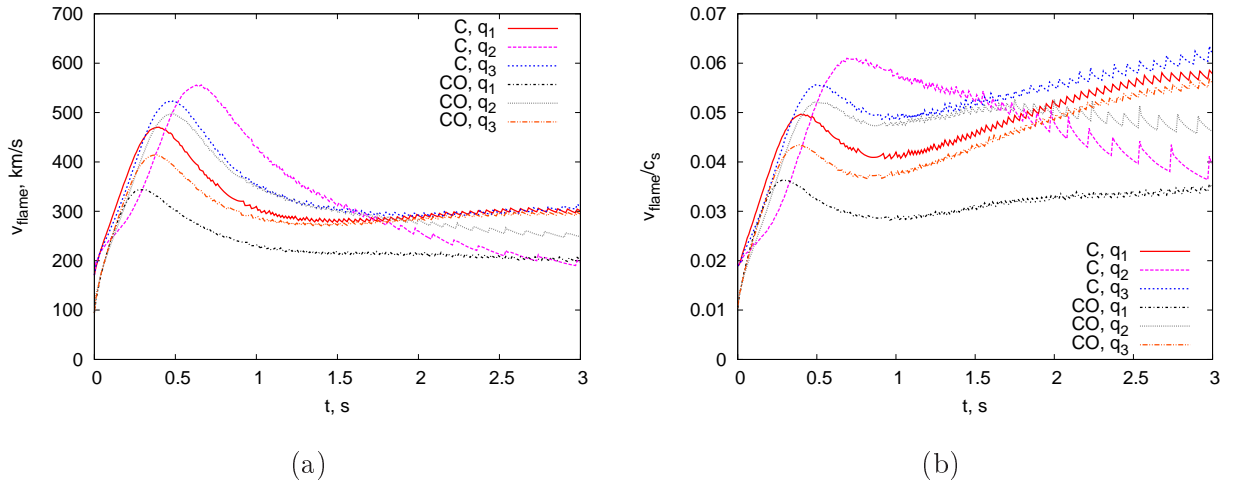 700
600
500
400
300
200
100
0
v_flame, km/s
0 0.5 1 1.5 2 2.5 3
t, s
C, q₁
C, q₂
C, q₃
CO, q₁
CO, q₂
CO, q₃
(a)
0.07
0.06
0.05
0.04
0.03
0.02
0.01
0
v_flame/c_s
0 0.5 1 1.5 2 2.5 3
t, s
C, q₁
C, q₂
C, q₃
CO, q₁
CO, q₂
CO, q₃
(b)